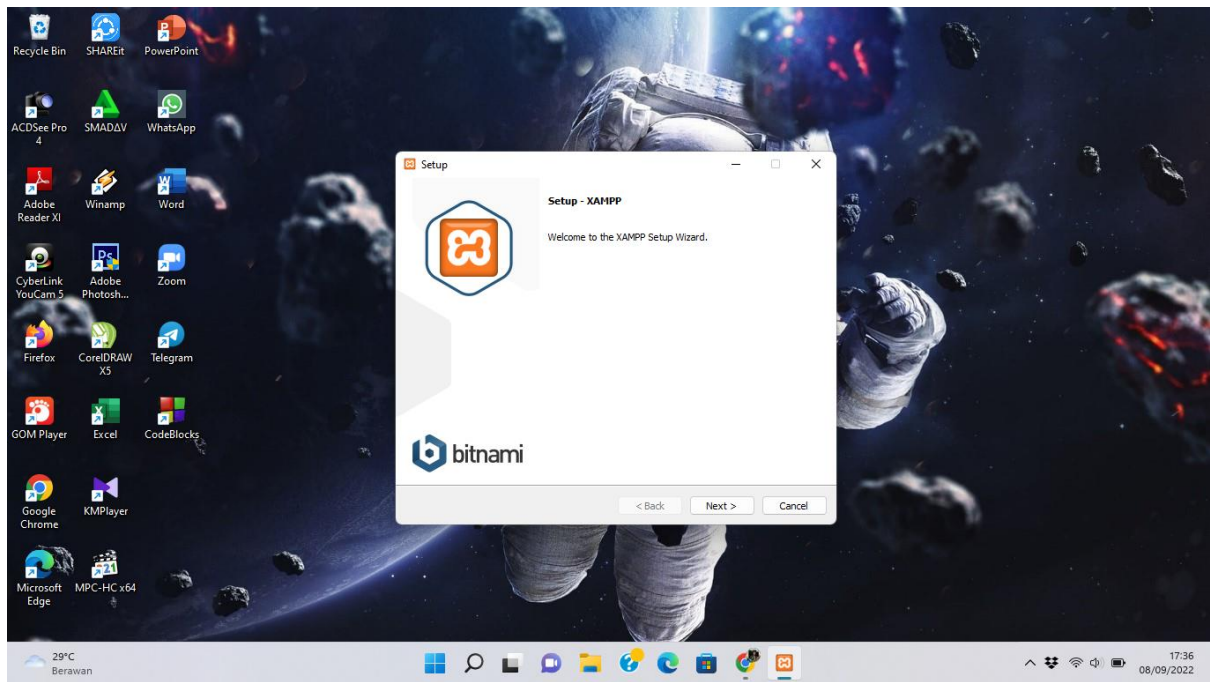 Recycle Bin
SHAREit
PowerPoint
ACDSee Pro
4
SMADΔV
WhatsApp
Adobe
Reader XI
Winamp
Word
CyberLink
YouCam 5
Adobe
Photosh...
Zoom
Firefox
CorelDRAW
X5
Telegram
GOM Player
Excel
CodeBlocks
Google
Chrome
KMPlayer
Microsoft
Edge
MPC-HC x64
Setup
Setup - XAMPP
Welcome to the XAMPP Setup Wizard.
bitnami
< Back
Next >
Cancel
29°C
Berawan
17:36
08/09/2022